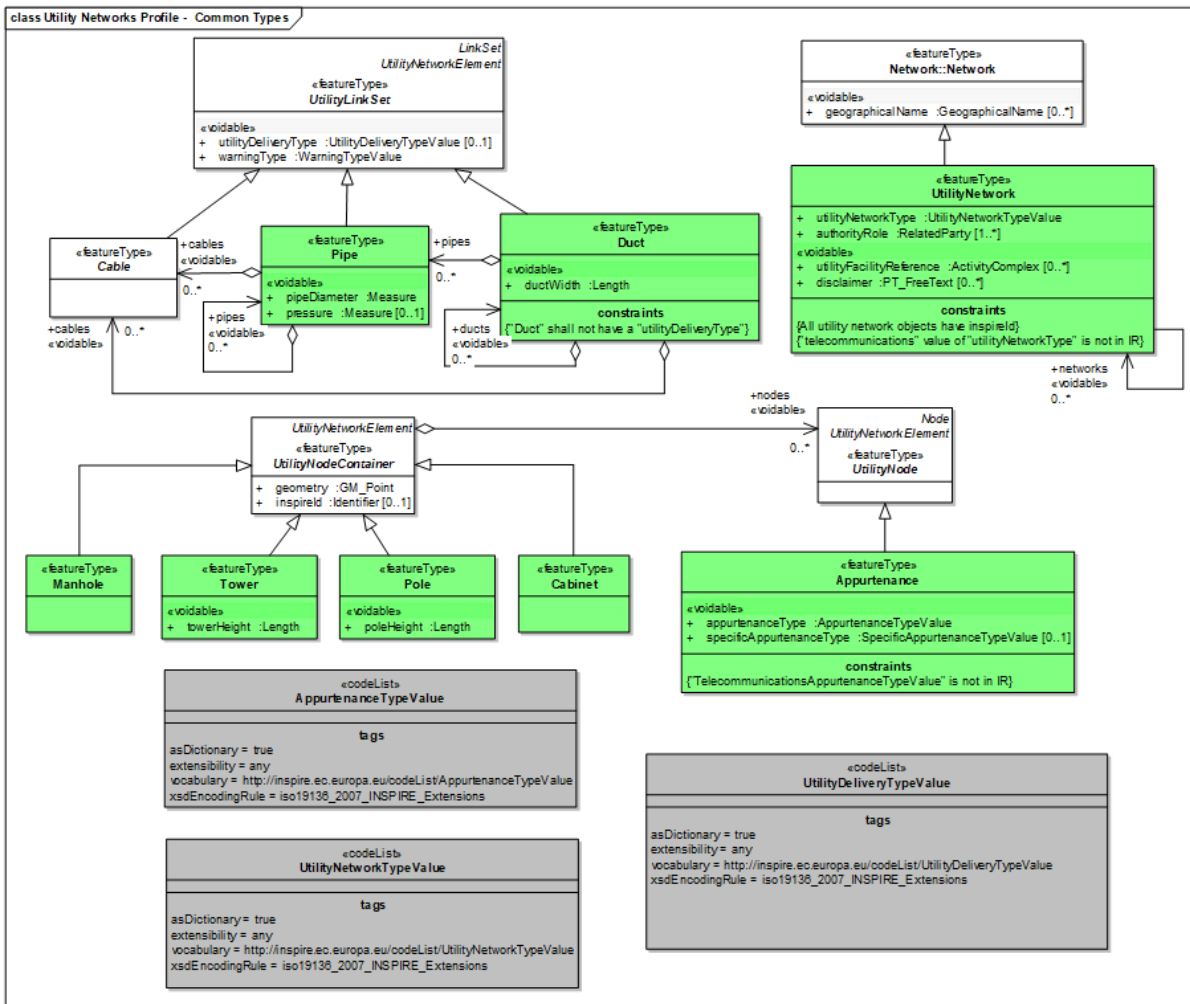 class Utility Networks Profile - Common Types
LinkSet
UtilityNetworkElement
«featureType»
UtilityLinkSet
«voidable»
+ utilityDeliveryType :UtilityDeliveryTypeValue [0..1]
+ warningType :WarningTypeValue
«featureType»
Network::Network
«voidable»
+ geographicalName :GeographicalName [0..*]
«featureType»
UtilityNetwork
+ utilityNetworkType :UtilityNetworkTypeValue
+ authorityRole :RelatedParty [1..*]
«voidable»
+ utilityFacilityReference :ActivityComplex [0..*]
+ disclaimer :PT_FreeText [0..*]
constraints
{All utility network objects have inspireId}
{"telecommunications" value of "utilityNetworkType" is not in IR}
+networks
«voidable»
0..*
«featureType»
Cable
+cables
«voidable»
0..*
«featureType»
Pipe
«voidable»
+ pipeDiameter :Measure
+ pressure :Measure [0..1]
+pipes
0..*
«featureType»
Duct
«voidable»
+ ductWidth :Length
constraints
{"Duct" shall not have a "utilityDeliveryType"}
+cables
«voidable»
0..*
+pipes
«voidable»
0..*
+ducts
«voidable»
0..*
UtilityNetworkElement
«featureType»
UtilityNodeContainer
+ geometry :GM_Point
+ inspireId :Identifier [0..1]
+nodes
«voidable»
0..*
Node
UtilityNetworkElement
«featureType»
UtilityNode
«featureType»
Manhole
«featureType»
Tower
«voidable»
+ towerHeight :Length
«featureType»
Pole
«voidable»
+ poleHeight :Length
«featureType»
Cabinet
«featureType»
Appurtenance
«voidable»
+ appurtenanceType :AppurtenanceTypeValue
+ specificAppurtenanceType :SpecificAppurtenanceTypeValue [0..1]
constraints
{"TelecommunicationsAppurtenanceTypeValue" is not in IR}
«codeList»
AppurtenanceTypeValue
tags
asDictionary = true
extensibility = any
vocabulary = http://inspire.ec.europa.eu/codeList/AppurtenanceTypeValue
xsdEncodingRule = iso19136_2007_INSPIRE_Extensions
«codeList»
UtilityDeliveryTypeValue
tags
asDictionary = true
extensibility = any
vocabulary = http://inspire.ec.europa.eu/codeList/UtilityDeliveryTypeValue
xsdEncodingRule = iso19136_2007_INSPIRE_Extensions
«codeList»
UtilityNetworkTypeValue
tags
asDictionary = true
extensibility = any
vocabulary = http://inspire.ec.europa.eu/codeList/UtilityNetworkTypeValue
xsdEncodingRule = iso19136_2007_INSPIRE_Extensions